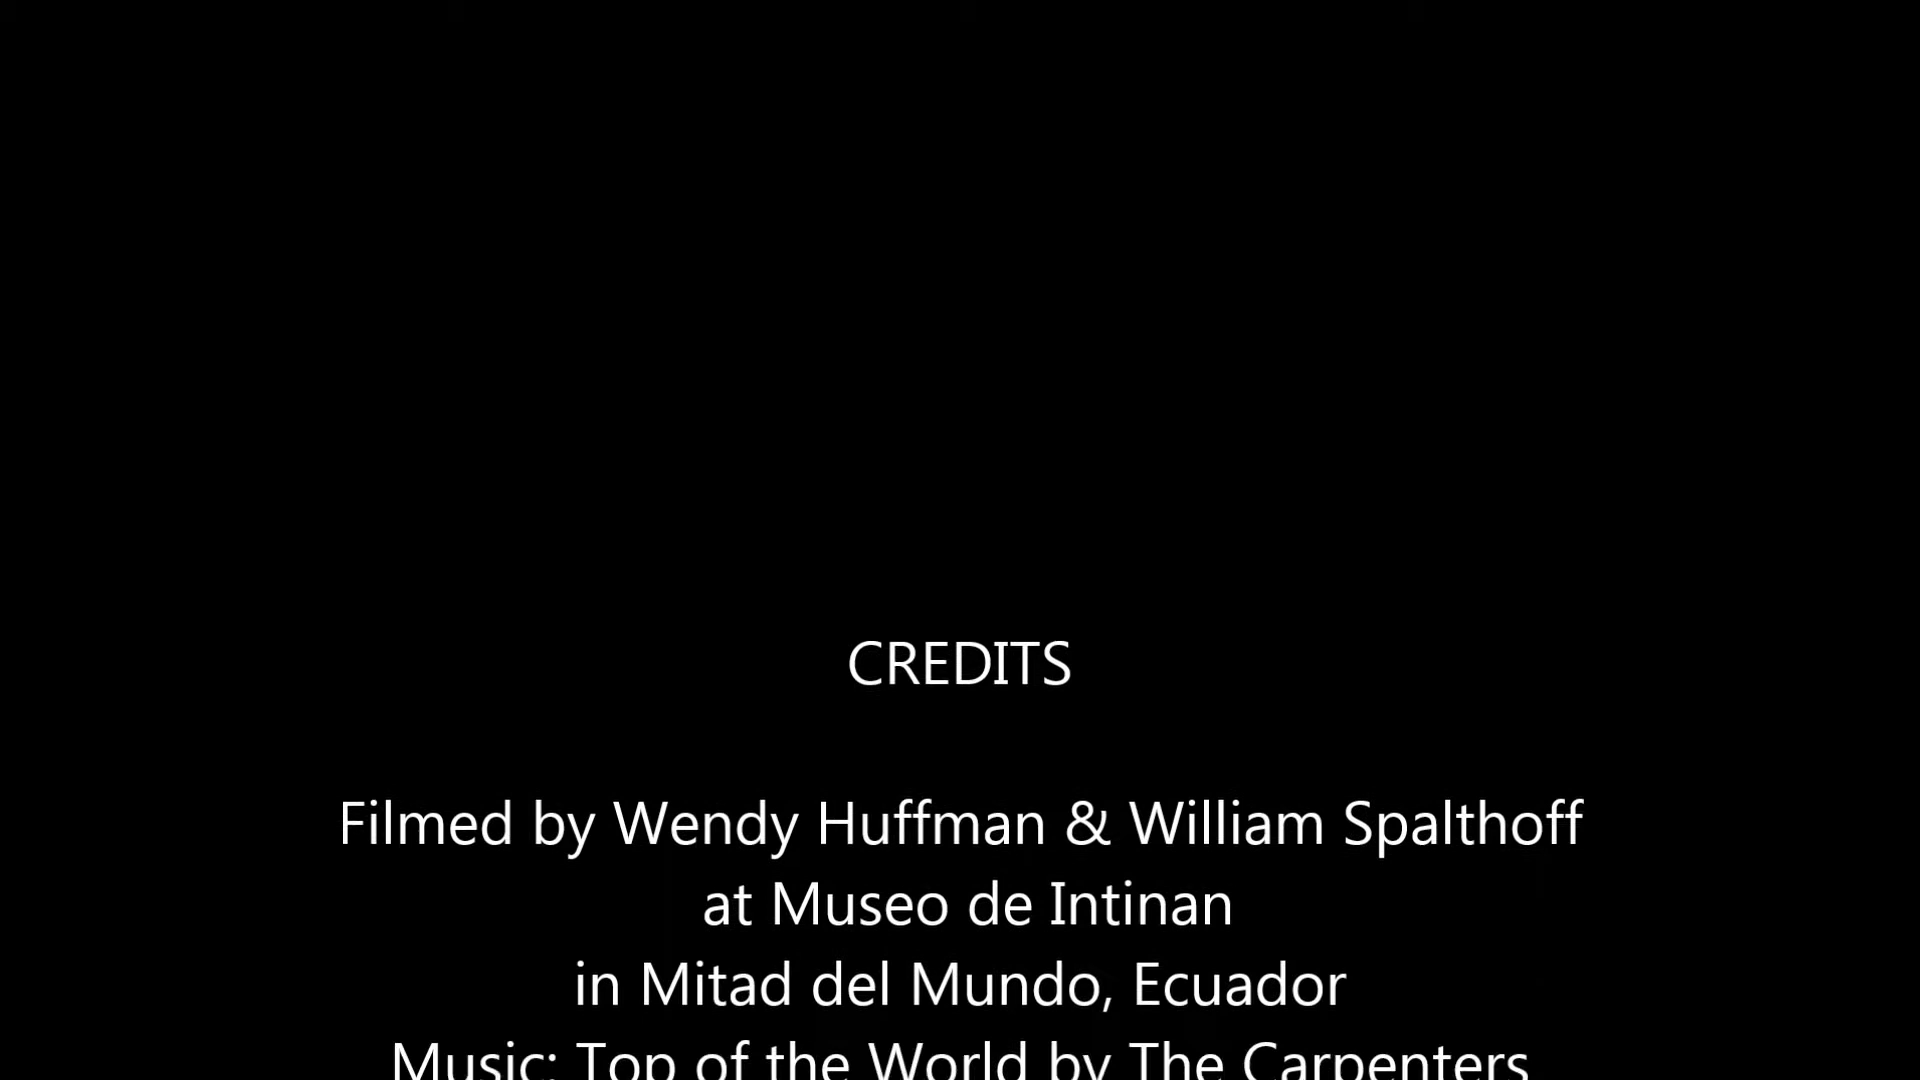 CREDITS
Filmed by Wendy Huffman & William Spalthoff
at Museo de Intinan
in Mitad del Mundo, Ecuador
Music: Top of the World by The Carpenters